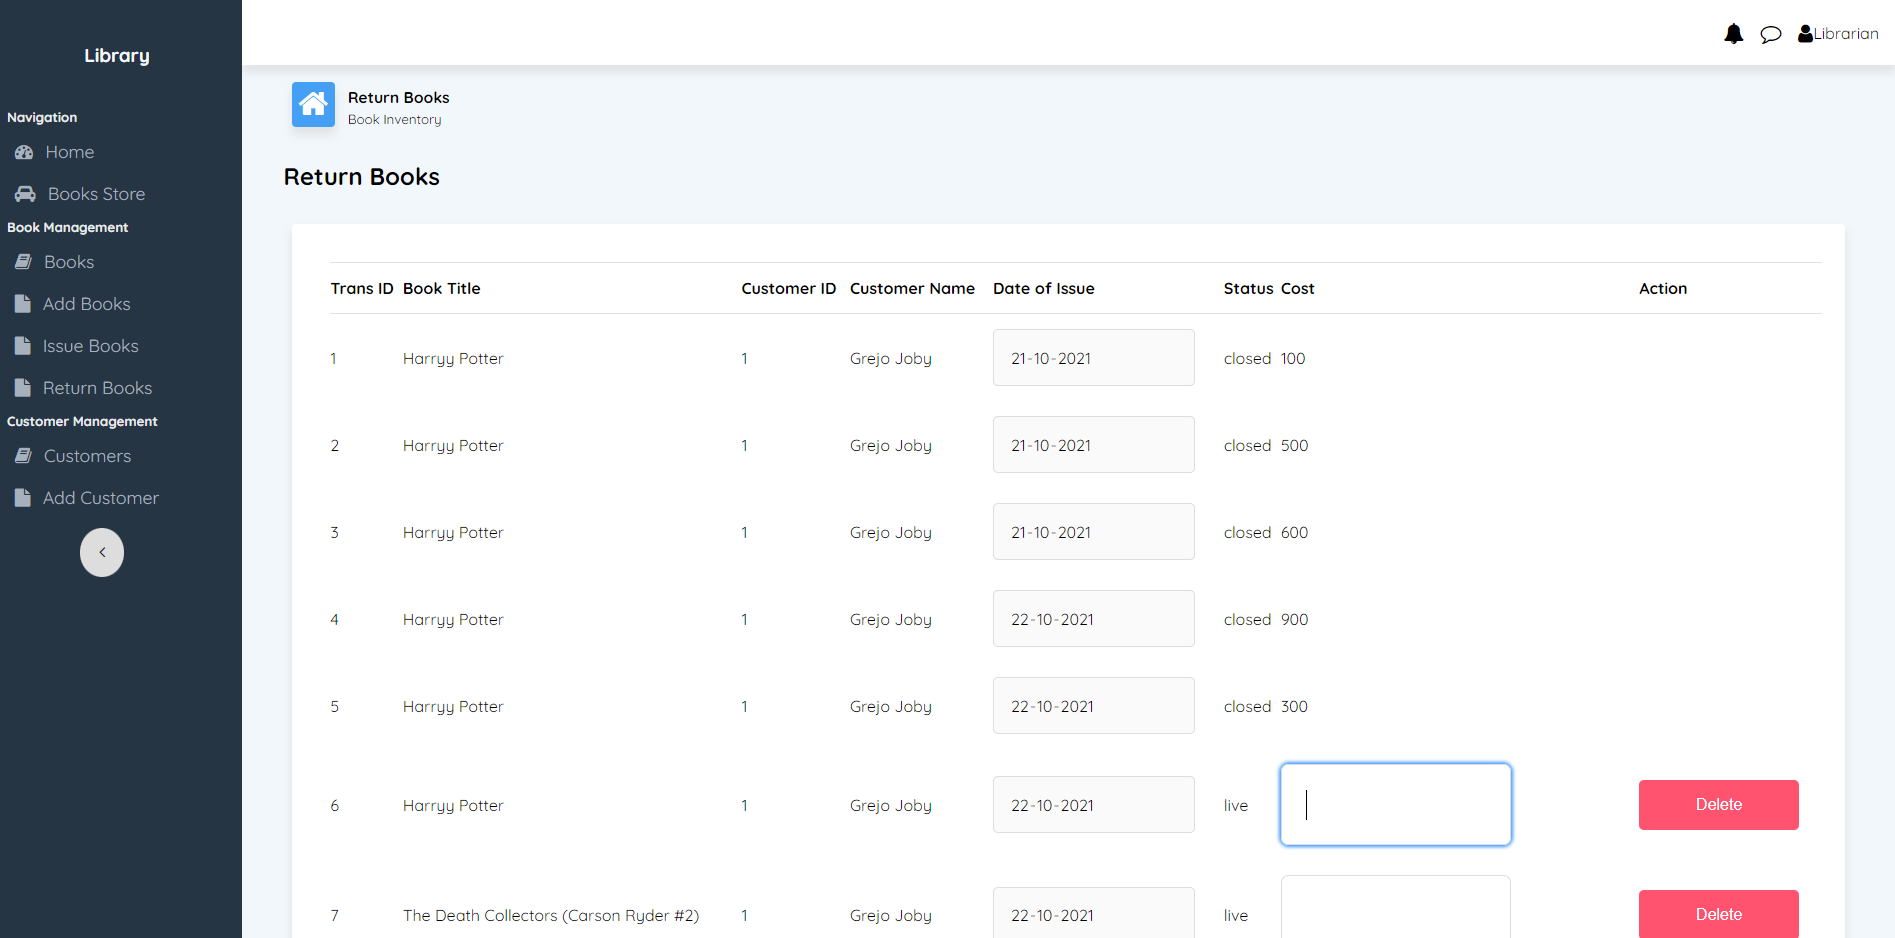 Library
Navigation
Home
Books Store
Book Management
Books
Add Books
Issue Books
Return Books
Customer Management
Customers
Add Customer
Librarian
Return Books
Book Inventory
Return Books
Trans ID Book Title Customer ID Customer Name Date of Issue Status Cost Action
1 Harryy Potter 1 Grejo Joby 21-10-2021 closed 100
2 Harryy Potter 1 Grejo Joby 21-10-2021 closed 500
3 Harryy Potter 1 Grejo Joby 21-10-2021 closed 600
4 Harryy Potter 1 Grejo Joby 22-10-2021 closed 900
5 Harryy Potter 1 Grejo Joby 22-10-2021 closed 300
6 Harryy Potter 1 Grejo Joby 22-10-2021 live Delete
7 The Death Collectors (Carson Ryder #2) 1 Grejo Joby 22-10-2021 live Delete